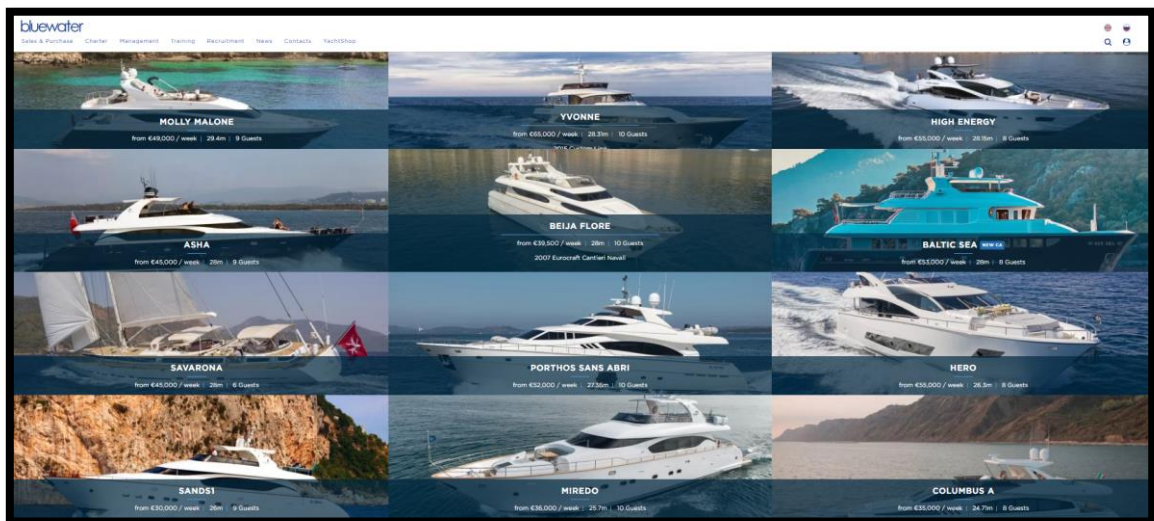 bluewater
Sales & Purchase Charter Management Training Recruitment News Contacts YachtShop
MOLLY MALONE
from €49,000 / week | 29.4m | 9 Guests
YVONNE
from €65,000 / week | 28.31m | 10 Guests
2015 Custom Line
HIGH ENERGY
from €55,000 / week | 28.15m | 8 Guests
ASHA
from €45,000 / week | 28m | 9 Guests
BEIJA FLORE
from €39,500 / week | 28m | 10 Guests
2007 Eurocraft Cantieri Navali
BALTIC SEA NEW CA
from €53,000 / week | 28m | 8 Guests
SAVARONA
from €45,000 / week | 28m | 6 Guests
PORTHOS SANS ABRI
from €52,000 / week | 27.35m | 10 Guests
HERO
from €55,000 / week | 26.3m | 8 Guests
SANDS1
from €30,000 / week | 26m | 9 Guests
MIREDO
from €36,000 / week | 25.7m | 10 Guests
COLUMBUS A
from €35,000 / week | 24.71m | 8 Guests